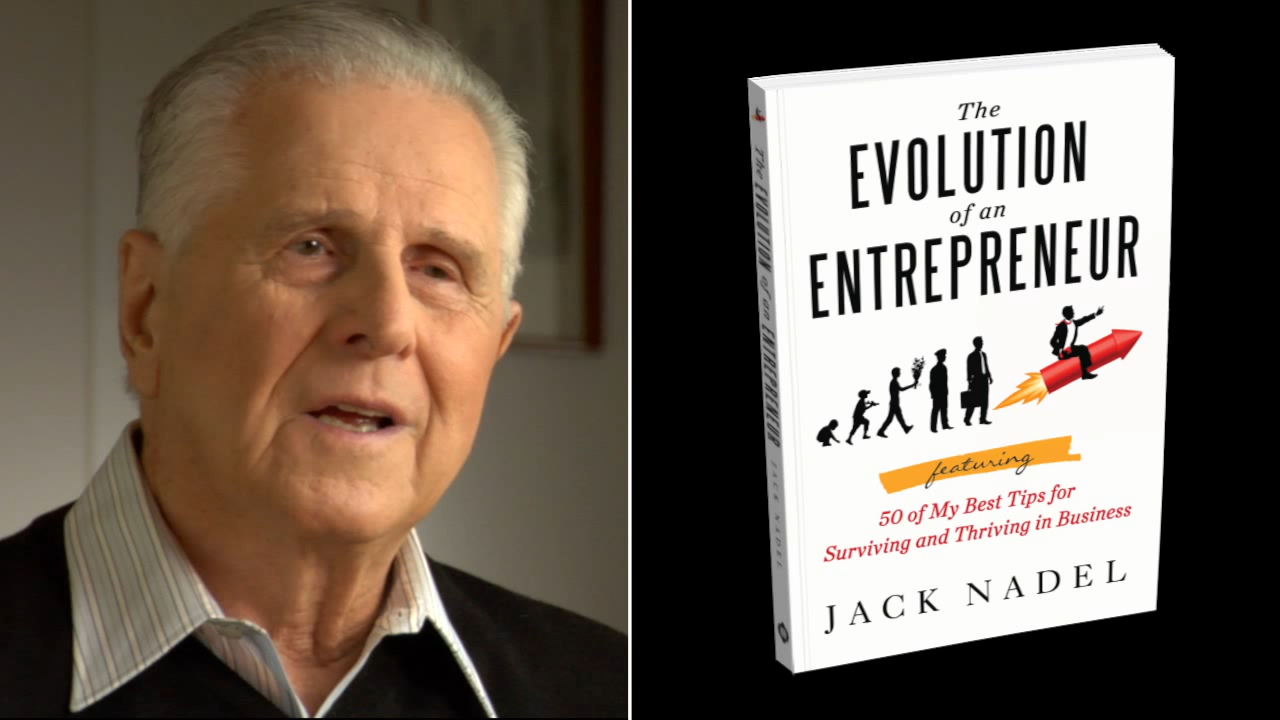 The
EVOLUTION
of an
ENTREPRENEUR
featuring
50 of My Best Tips for
Surviving and Thriving in Business
JACK NADEL
The EVOLUTION of an ENTREPRENEUR JACK NADEL